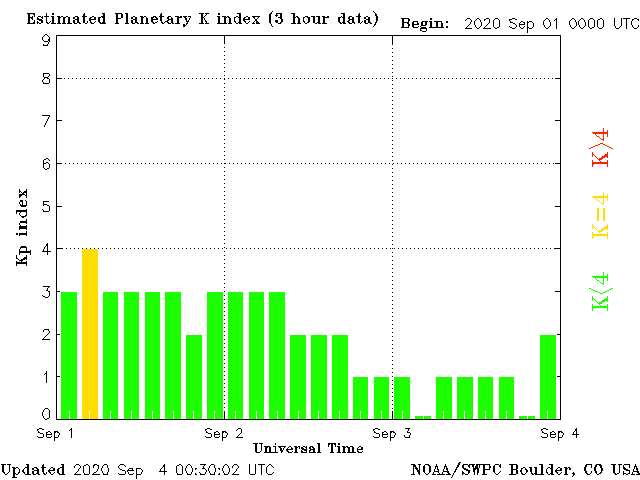 Estimated Planetary K index (3 hour data)
Begin: 2020 Sep 01 0000 UTC
9
8
7
6
5
4
3
2
1
0
Kp index
K>4
K=4
K<4
Sep 1
Sep 2
Sep 3
Sep 4
Universal Time
Updated 2020 Sep 4 00:30:02 UTC
NOAA/SWPC Boulder, CO USA